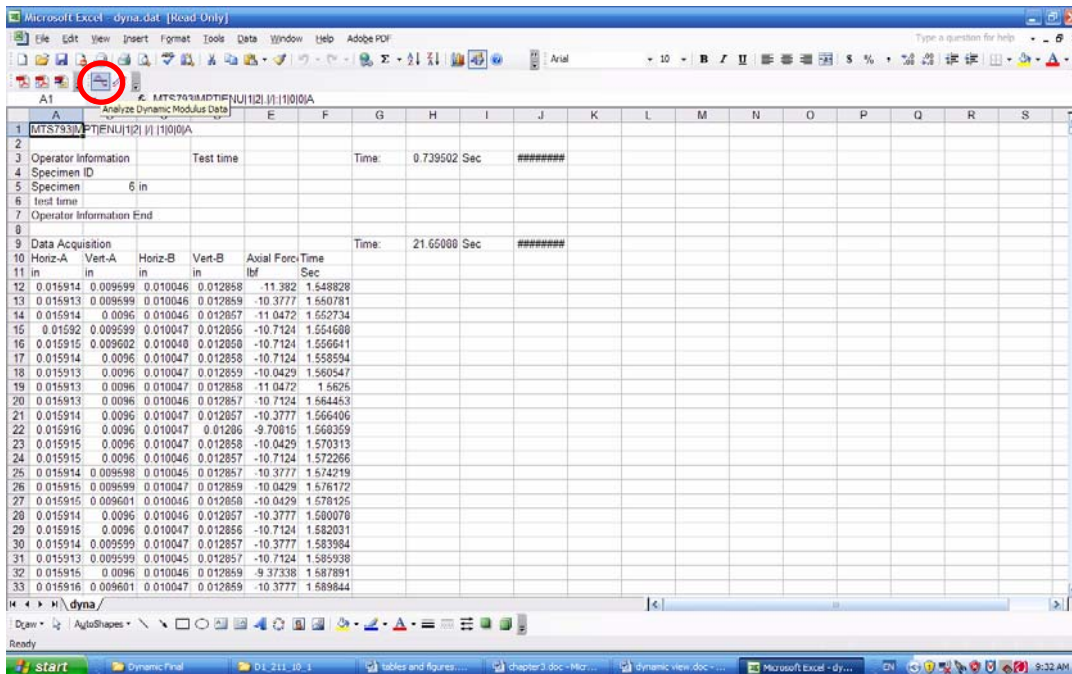 Microsoft Excel - dyna.dat [Read-Only]
File Edit View Insert Format Tools Data Window Help Adobe PDF
Type a question for help
Arial 10 B I U $ %
A1 fx MTS793|MPT|ENU|1|2|.|/|:|1|0|0|A
Analyze Dynamic Modulus Data
A E F G H I J K L M N O P Q R S
1 MTS793|MPT|ENU|1|2|.|/|:|1|0|0|A
2
3 Operator Information Test time Time: 0.739502 Sec ########
4 Specimen ID
5 Specimen 6 in
6 test time
7 Operator Information End
8
9 Data Acquisition Time: 21.65088 Sec ########
10 Horiz-A Vert-A Horiz-B Vert-B Axial Forc Time
11 in in in in lbf Sec
12 0.015914 0.009599 0.010046 0.012858 -11.382 1.548828
13 0.015913 0.009599 0.010046 0.012859 -10.3777 1.550781
14 0.015914 0.0096 0.010046 0.012857 -11.0472 1.552734
15 0.01592 0.009599 0.010047 0.012856 -10.7124 1.554688
16 0.015915 0.009602 0.010048 0.012858 -10.7124 1.556641
17 0.015914 0.0096 0.010047 0.012858 -10.7124 1.558594
18 0.015913 0.0096 0.010047 0.012859 -10.0429 1.560547
19 0.015913 0.0096 0.010047 0.012858 -11.0472 1.5625
20 0.015913 0.0096 0.010046 0.012857 -10.7124 1.564453
21 0.015914 0.0096 0.010047 0.012857 -10.3777 1.566406
22 0.015916 0.0096 0.010047 0.01286 -9.70815 1.568359
23 0.015915 0.0096 0.010047 0.012858 -10.0429 1.570313
24 0.015915 0.0096 0.010046 0.012857 -10.7124 1.572266
25 0.015914 0.009598 0.010046 0.012857 -10.3777 1.574219
26 0.015915 0.009599 0.010047 0.012859 -10.0429 1.576172
27 0.015915 0.009601 0.010046 0.012858 -10.0429 1.578125
28 0.015914 0.0096 0.010046 0.012857 -10.3777 1.580078
29 0.015915 0.0096 0.010047 0.012856 -10.7124 1.582031
30 0.015914 0.009599 0.010047 0.012857 -10.3777 1.583984
31 0.015913 0.009599 0.010045 0.012857 -10.7124 1.585938
32 0.015915 0.0096 0.010046 0.012859 -9.37338 1.587891
33 0.015916 0.009601 0.010047 0.012859 -10.3777 1.589844
dyna
Draw AutoShapes
Ready
start Dynamic Final D1_211_10_1 tables and figures.... chapter3.doc - Micr... dynamic view.doc - ... Microsoft Excel - dy... EN 9:32 AM